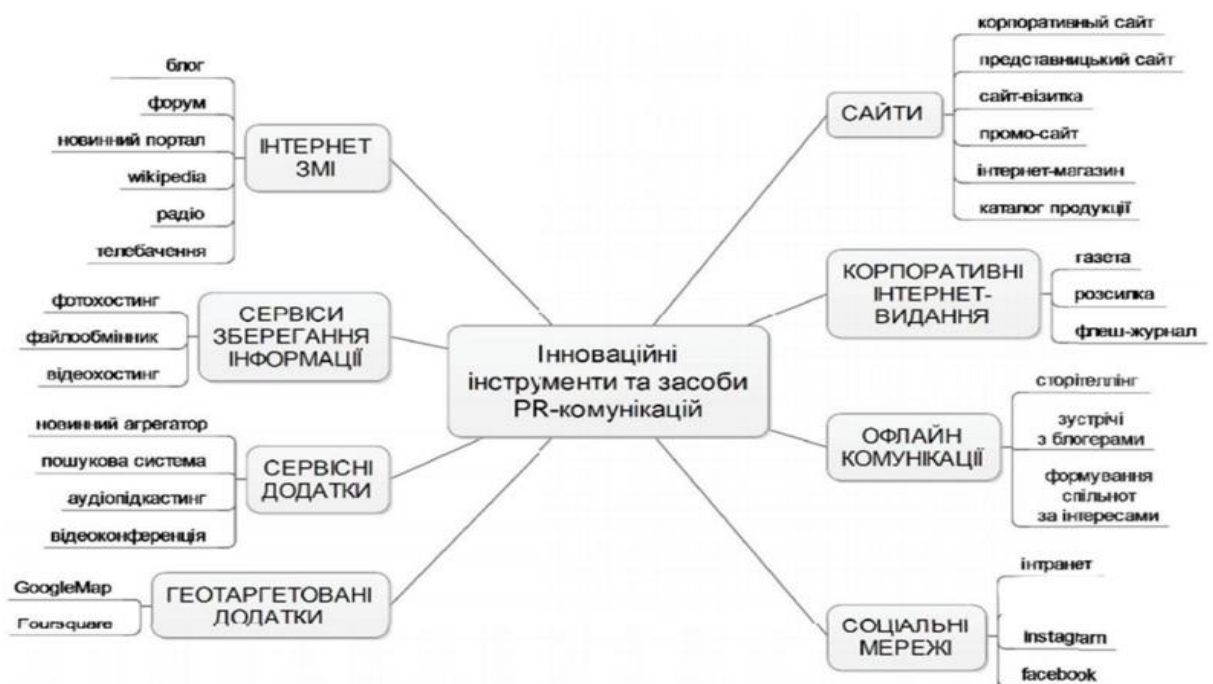 блог
форум
новинний портал
wikipedia
радіо
телебачення
ІНТЕРНЕТ
ЗМІ
фотохостинг
файлообмінник
відеохостинг
СЕРВІСИ
ЗБЕРЕГАННЯ
ІНФОРМАЦІЇ
новинний агрегатор
пошукова система
аудіопідкастинг
відеоконференція
СЕРВІСНІ
ДОДАТКИ
GoogleMap
Foursquare
ГЕОТАРГЕТОВАНІ
ДОДАТКИ
Інноваційні
інструменти та засоби
PR-комунікацій
САЙТИ
корпоративный сайт
представницький сайт
сайт-візитка
промо-сайт
інтернет-магазин
каталог продукції
КОРПОРАТИВНІ
ІНТЕРНЕТ-
ВИДАННЯ
газета
розсилка
флеш-журнал
ОФЛАЙН
КОМУНІКАЦІЇ
сторітеллінг
зустрічі
з блогерами
формування
спільнот
за інтересами
СОЦІАЛЬНІ
МЕРЕЖІ
інтранет
instagram
facebook